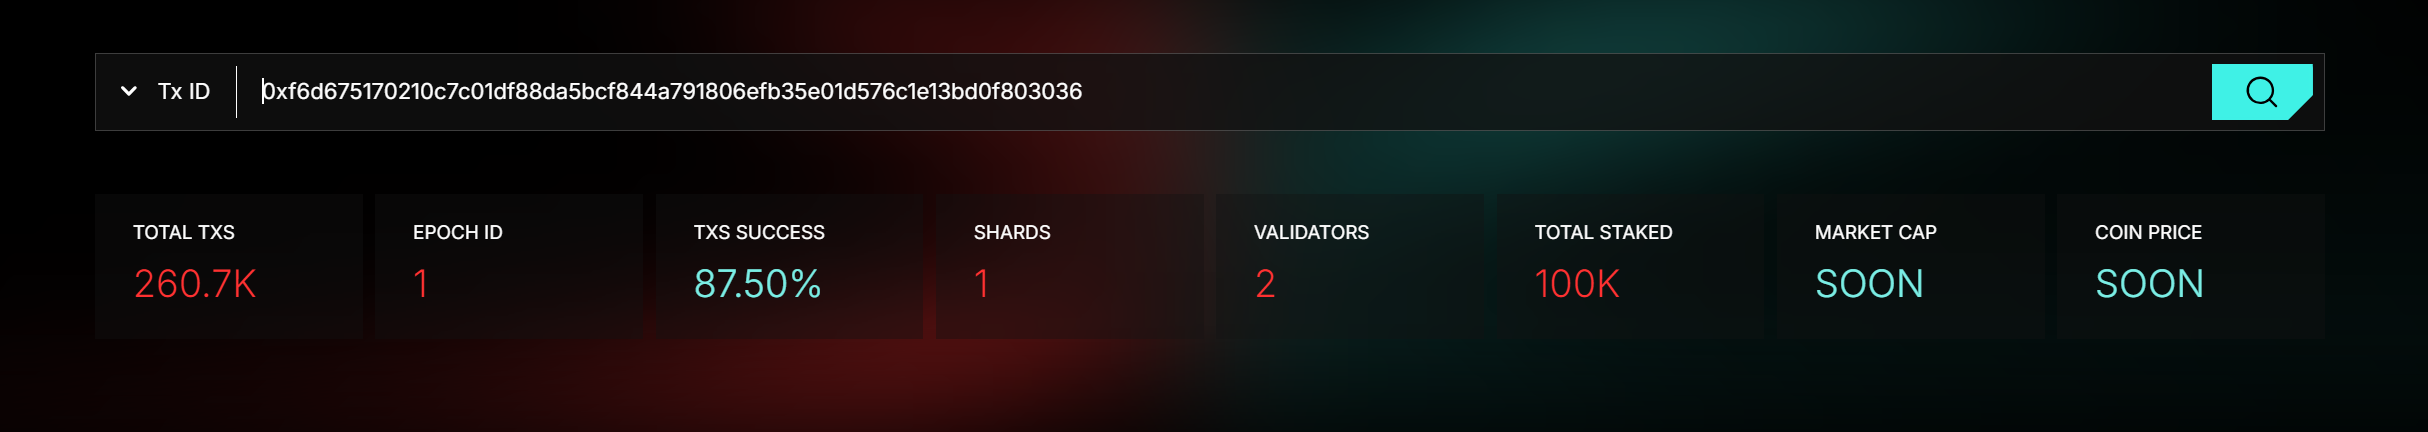 Tx ID 0xf6d675170210c7c01df88da5bcf844a791806efb35e01d576c1e13bd0f803036
TOTAL TXS
260.7K
EPOCH ID
1
TXS SUCCESS
87.50%
SHARDS
1
VALIDATORS
2
TOTAL STAKED
100K
MARKET CAP
SOON
COIN PRICE
SOON